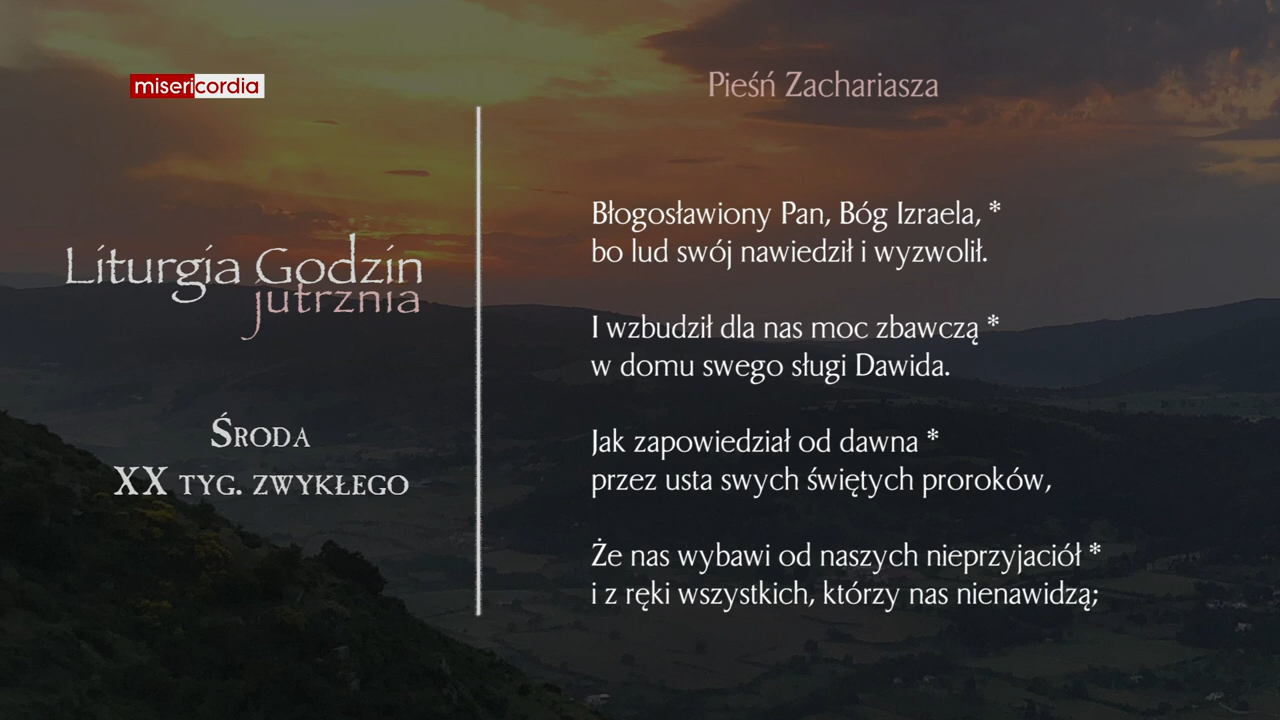 misericordia
Liturgia Godzin
jutrznia
Środa
XX tyg. zwykłego
Pieśń Zachariasza
Błogosławiony Pan, Bóg Izraela, *
bo lud swój nawiedził i wyzwolił.
I wzbudził dla nas moc zbawczą *
w domu swego sługi Dawida.
Jak zapowiedział od dawna *
przez usta swych świętych proroków,
Że nas wybawi od naszych nieprzyjaciół *
i z ręki wszystkich, którzy nas nienawidzą;